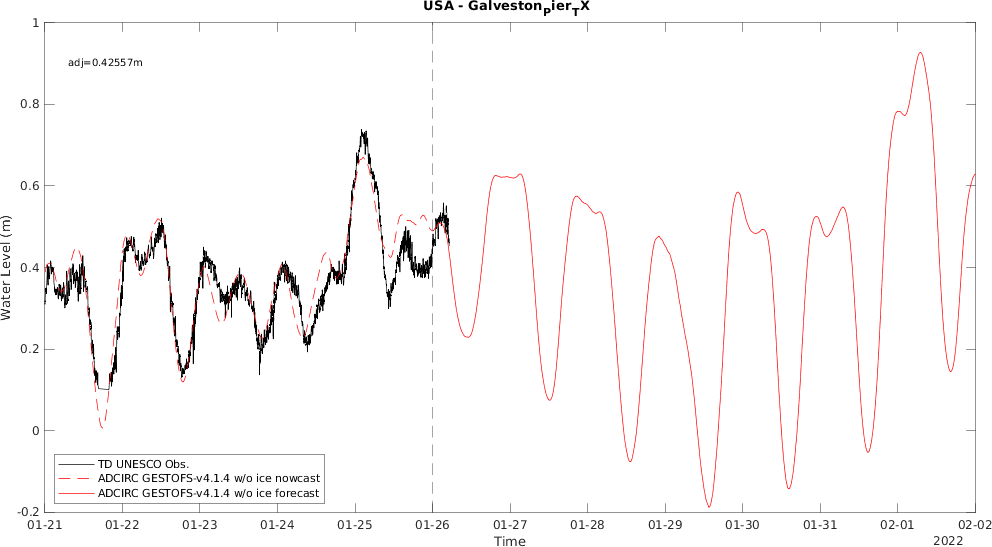 USA - GalvestonPierTX
adj=0.42557m
1
0.8
0.6
0.4
0.2
0
-0.2
Water Level (m)
TD UNESCO Obs.
ADCIRC GESTOFS-v4.1.4 w/o ice nowcast
ADCIRC GESTOFS-v4.1.4 w/o ice forecast
01-21 01-22 01-23 01-24 01-25 01-26 01-27 01-28 01-29 01-30 01-31 02-01 02-02
Time
2022